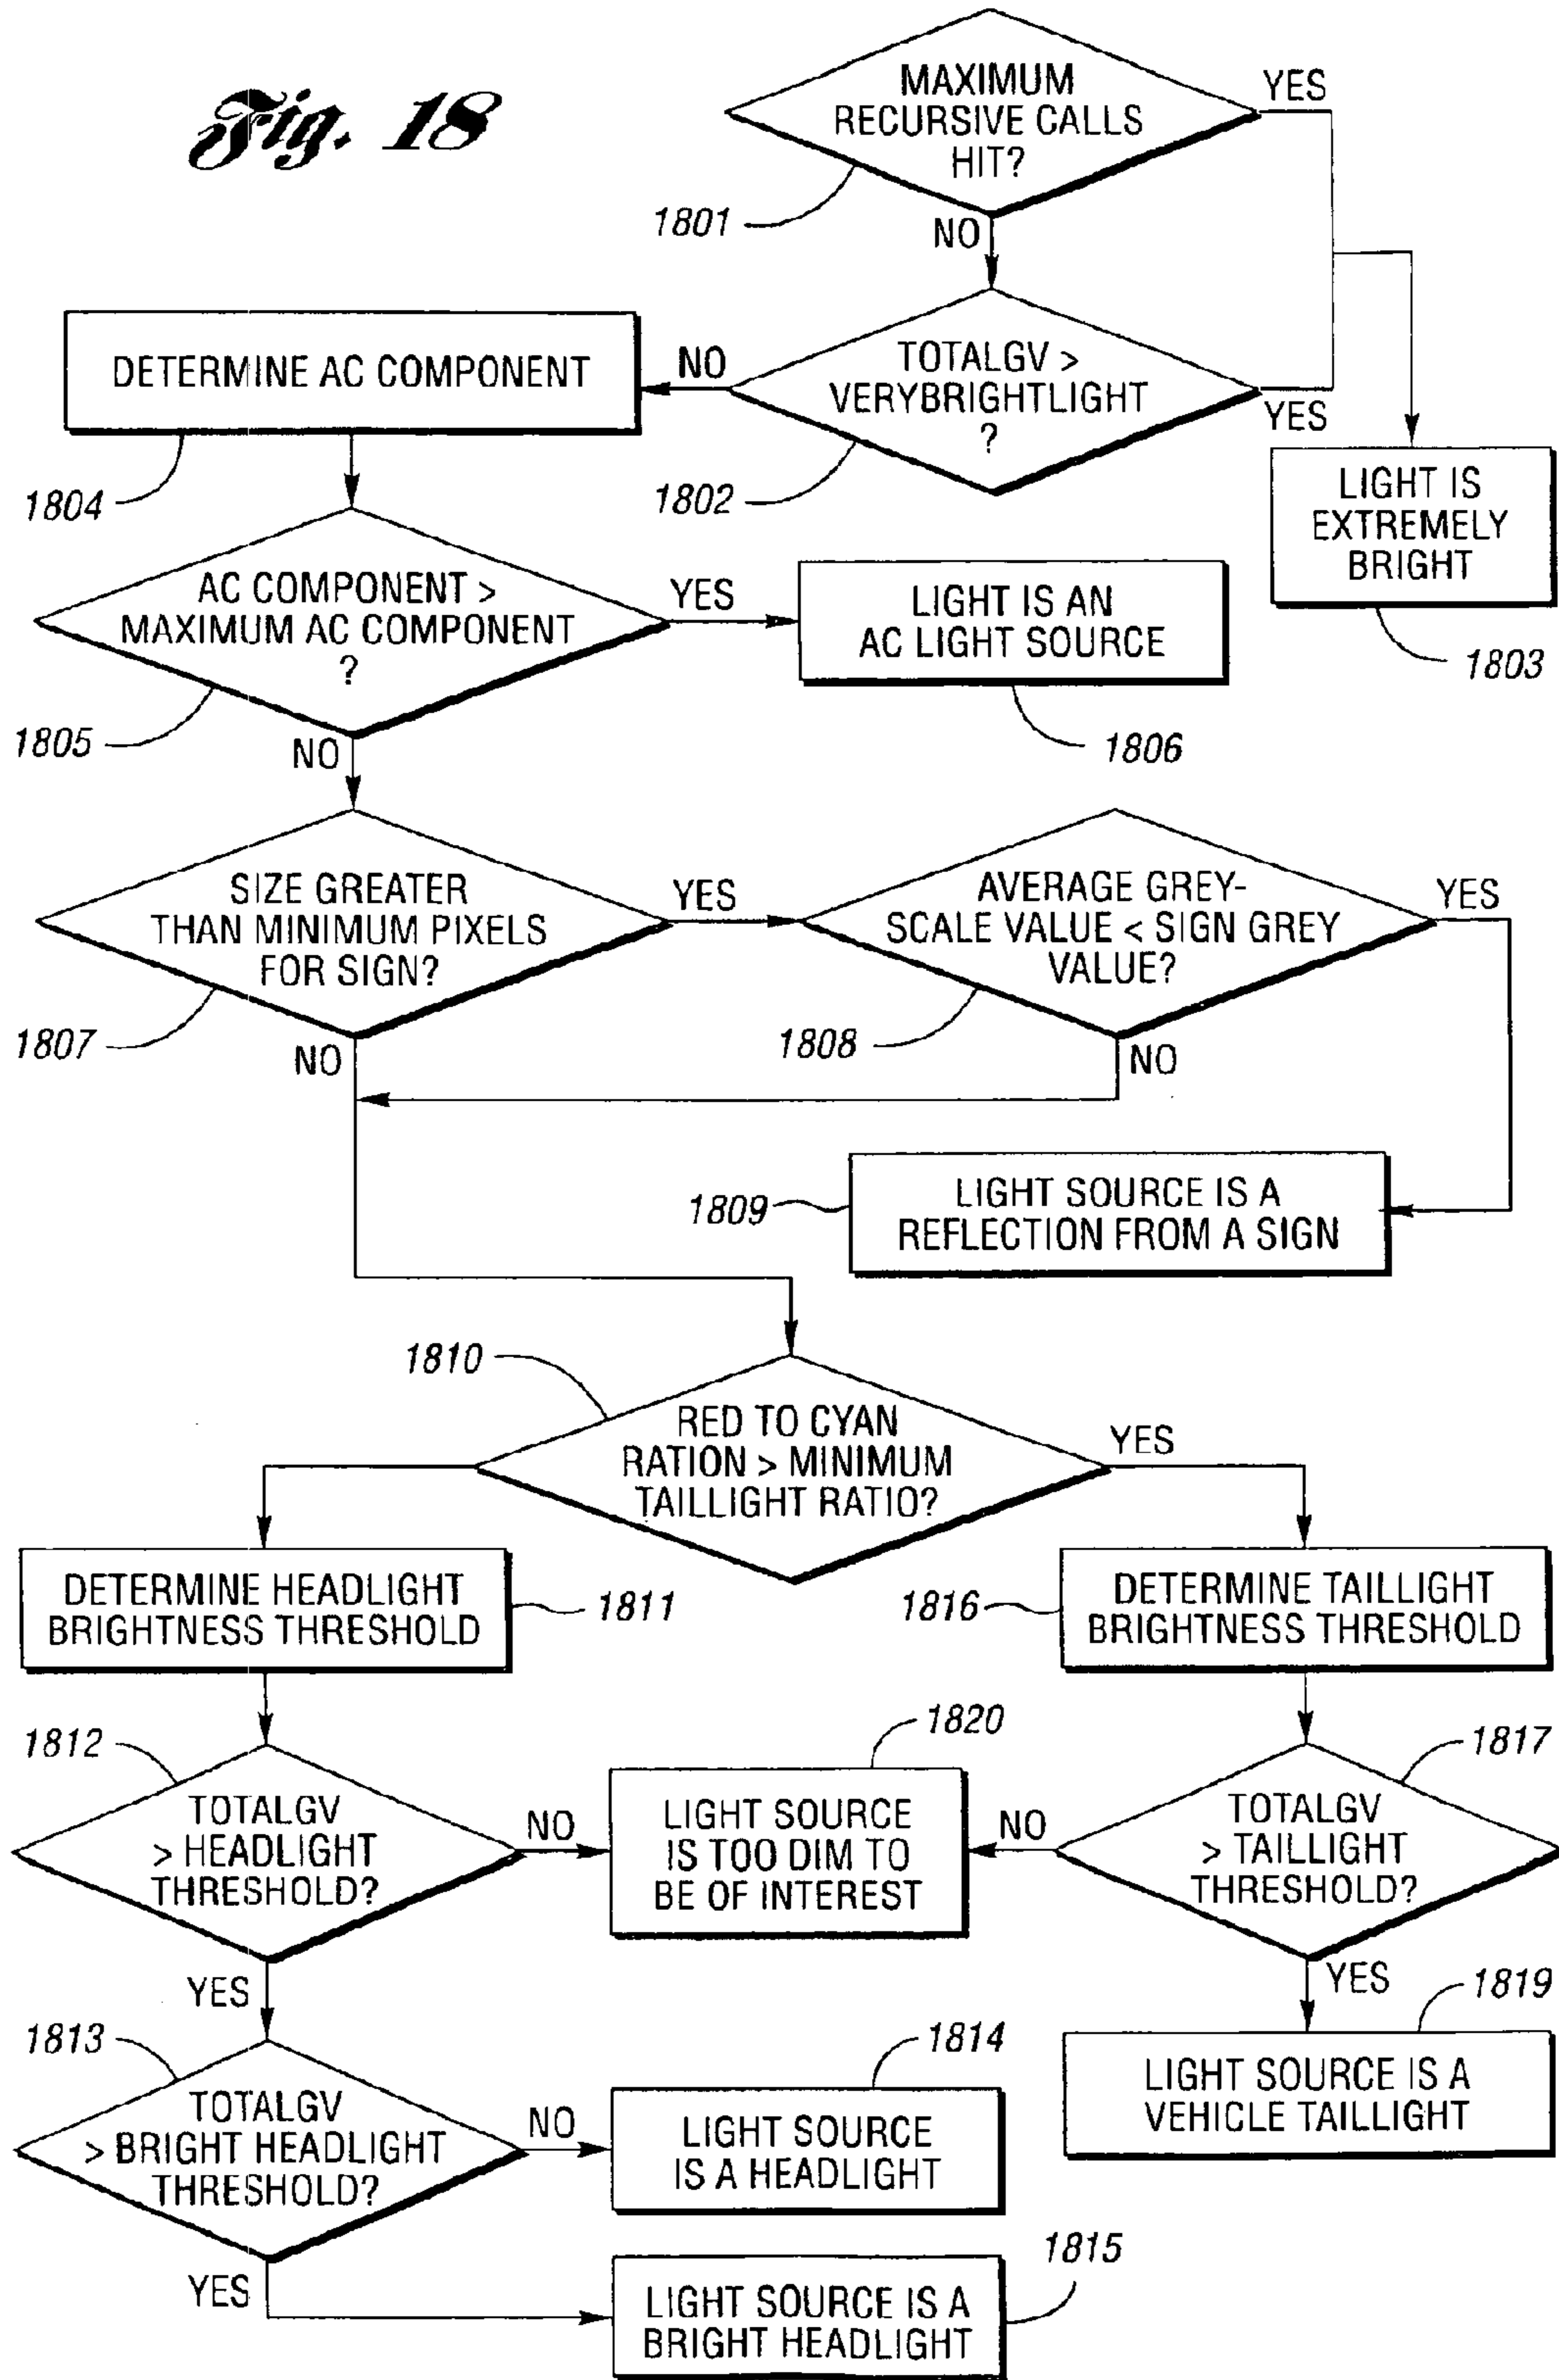 Fig. 18
MAXIMUM
RECURSIVE CALLS
HIT?
YES
1801
NO
DETERMINE AC COMPONENT
NO
TOTALGV >
VERYBRIGHTLIGHT
?
YES
1804
1802
LIGHT IS
EXTREMELY
BRIGHT
1803
AC COMPONENT >
MAXIMUM AC COMPONENT
?
YES
LIGHT IS AN
AC LIGHT SOURCE
1805
NO
1806
SIZE GREATER
THAN MINIMUM PIXELS
FOR SIGN?
YES
AVERAGE GREY-
SCALE VALUE < SIGN GREY
VALUE?
YES
1807
NO
1808
NO
1809
LIGHT SOURCE IS A
REFLECTION FROM A SIGN
1810
RED TO CYAN
RATION > MINIMUM
TAILLIGHT RATIO?
YES
DETERMINE HEADLIGHT
BRIGHTNESS THRESHOLD
1811
1816
DETERMINE TAILLIGHT
BRIGHTNESS THRESHOLD
1812
TOTALGV
> HEADLIGHT
THRESHOLD?
NO
1820
LIGHT SOURCE
IS TOO DIM TO
BE OF INTEREST
NO
1817
TOTALGV
> TAILLIGHT
THRESHOLD?
YES
YES
1819
1813
TOTALGV
> BRIGHT HEADLIGHT
THRESHOLD?
NO
1814
LIGHT SOURCE
IS A HEADLIGHT
LIGHT SOURCE IS A
VEHICLE TAILLIGHT
YES
1815
LIGHT SOURCE IS A
BRIGHT HEADLIGHT